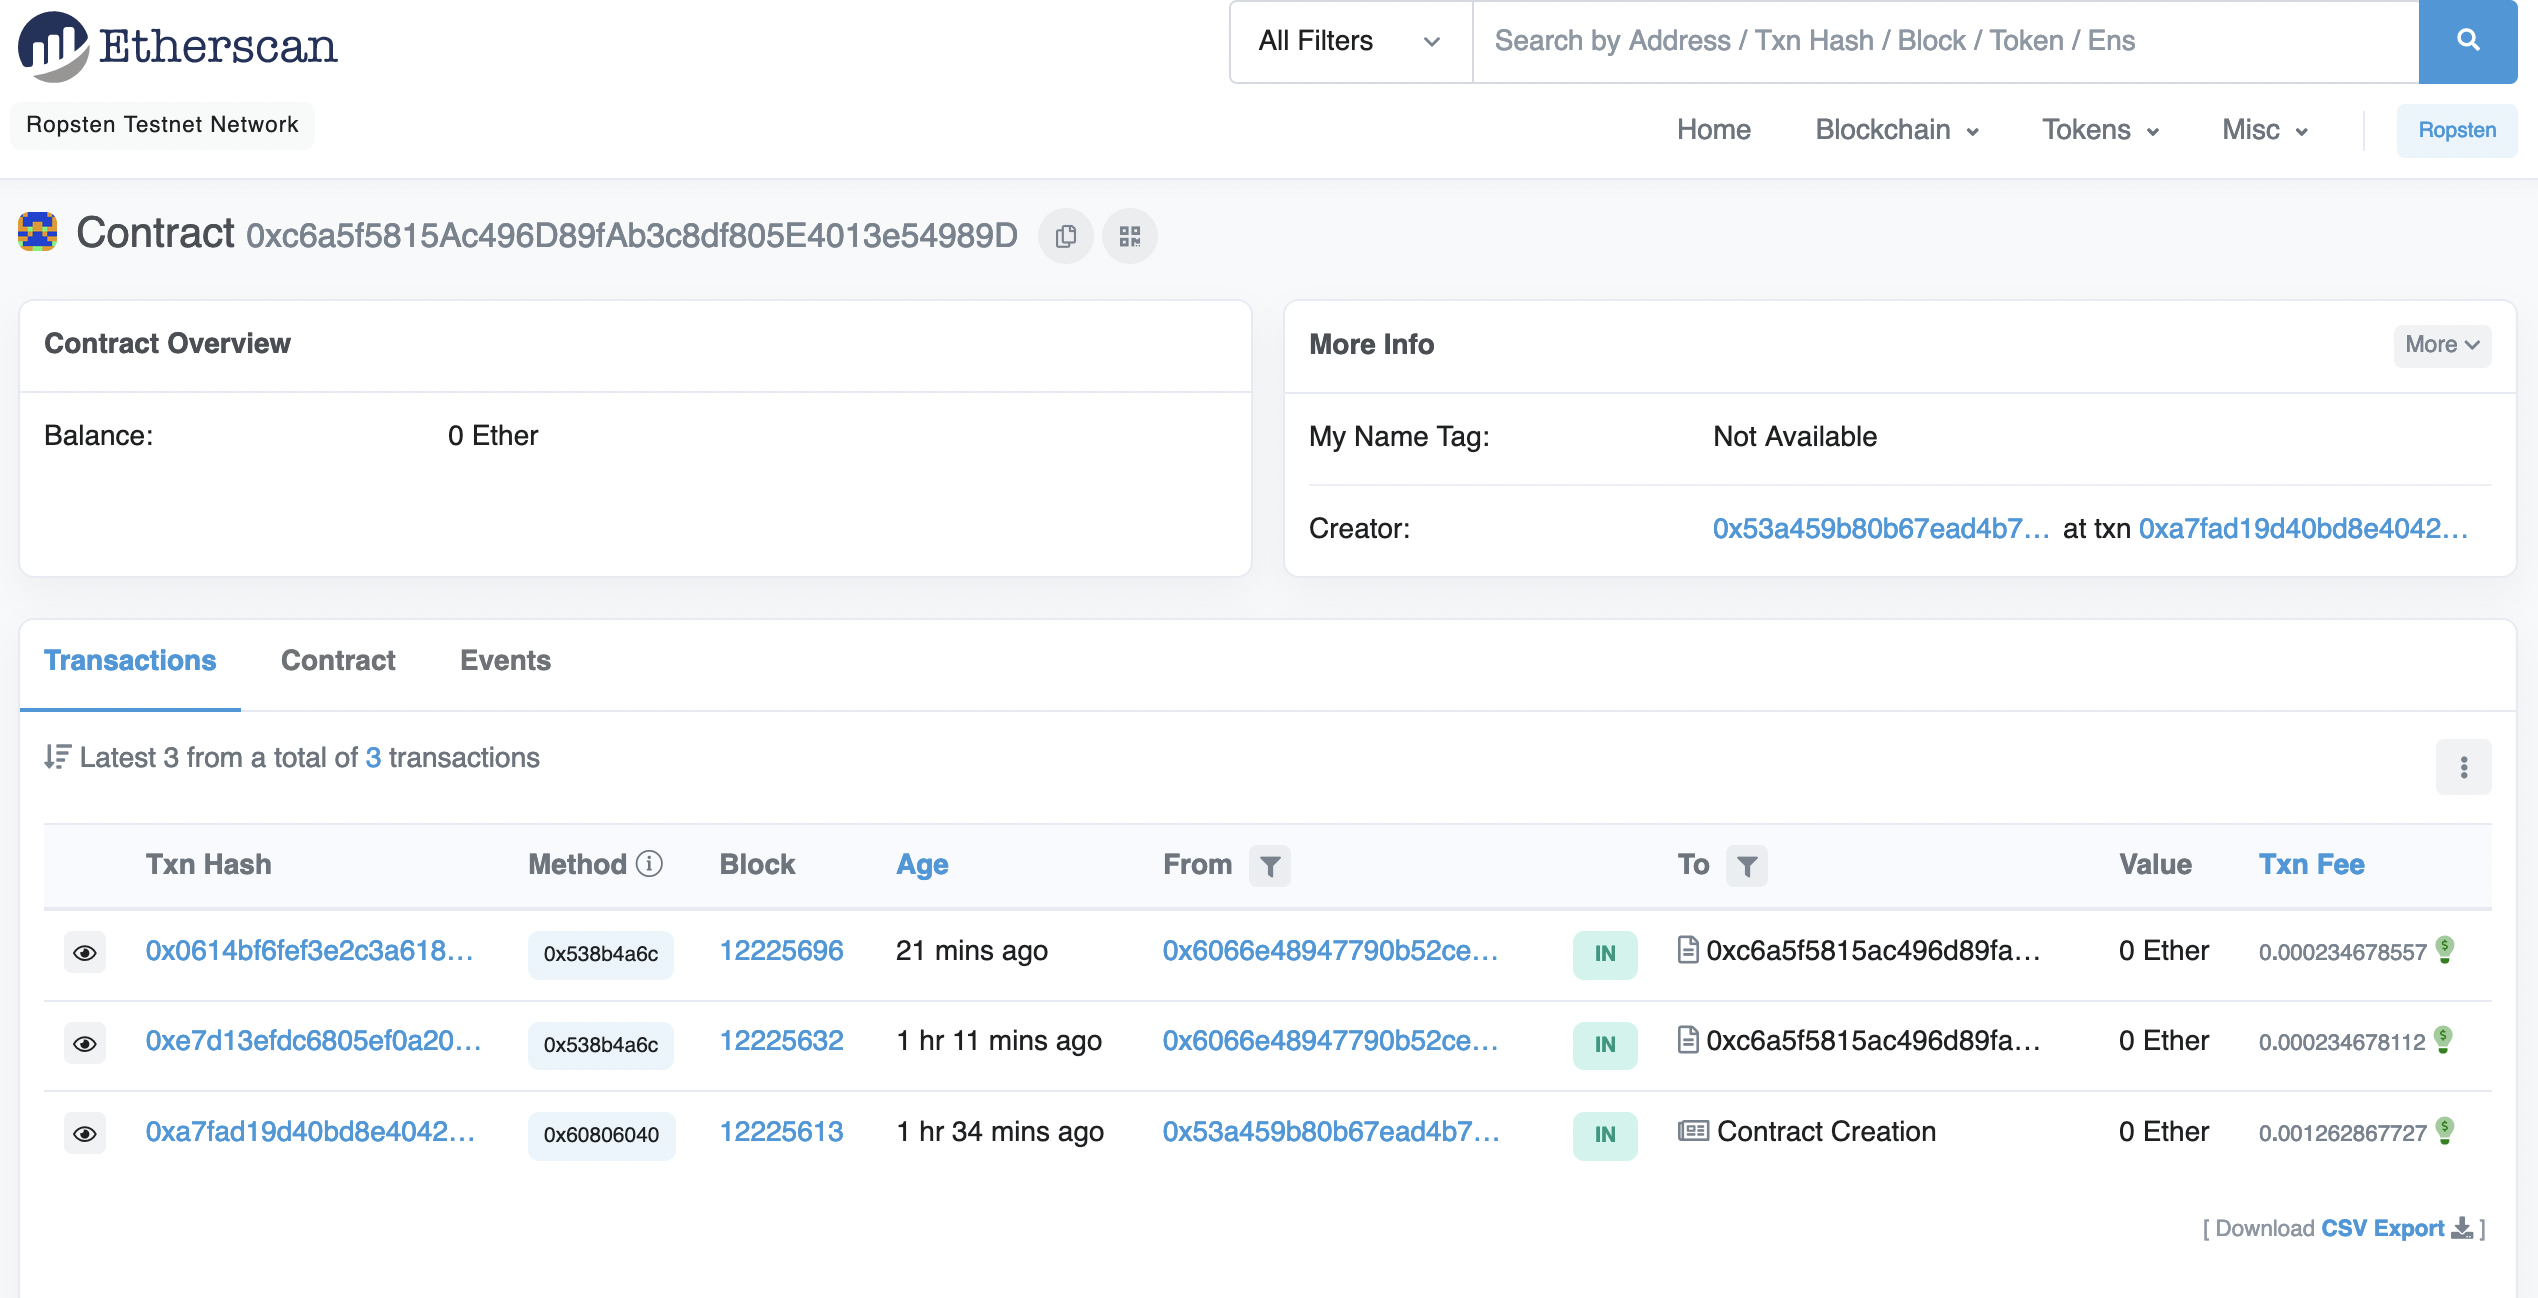 Etherscan
All Filters Search by Address / Txn Hash / Block / Token / Ens
Ropsten Testnet Network
Home Blockchain Tokens Misc Ropsten
Contract 0xc6a5f5815Ac496D89fAb3c8df805E4013e54989D
Contract Overview
Balance: 0 Ether
More Info More
My Name Tag: Not Available
Creator: 0x53a459b80b67ead4b7... at txn 0xa7fad19d40bd8e4042...
Transactions Contract Events
Latest 3 from a total of 3 transactions
Txn Hash Method Block Age From To Value Txn Fee
0x0614bf6fef3e2c3a618... 0x538b4a6c 12225696 21 mins ago 0x6066e48947790b52ce... IN 0xc6a5f5815ac496d89fa... 0 Ether 0.000234678557
0xe7d13efdc6805ef0a20... 0x538b4a6c 12225632 1 hr 11 mins ago 0x6066e48947790b52ce... IN 0xc6a5f5815ac496d89fa... 0 Ether 0.000234678112
0xa7fad19d40bd8e4042... 0x60806040 12225613 1 hr 34 mins ago 0x53a459b80b67ead4b7... IN Contract Creation 0 Ether 0.001262867727
[ Download CSV Export ]